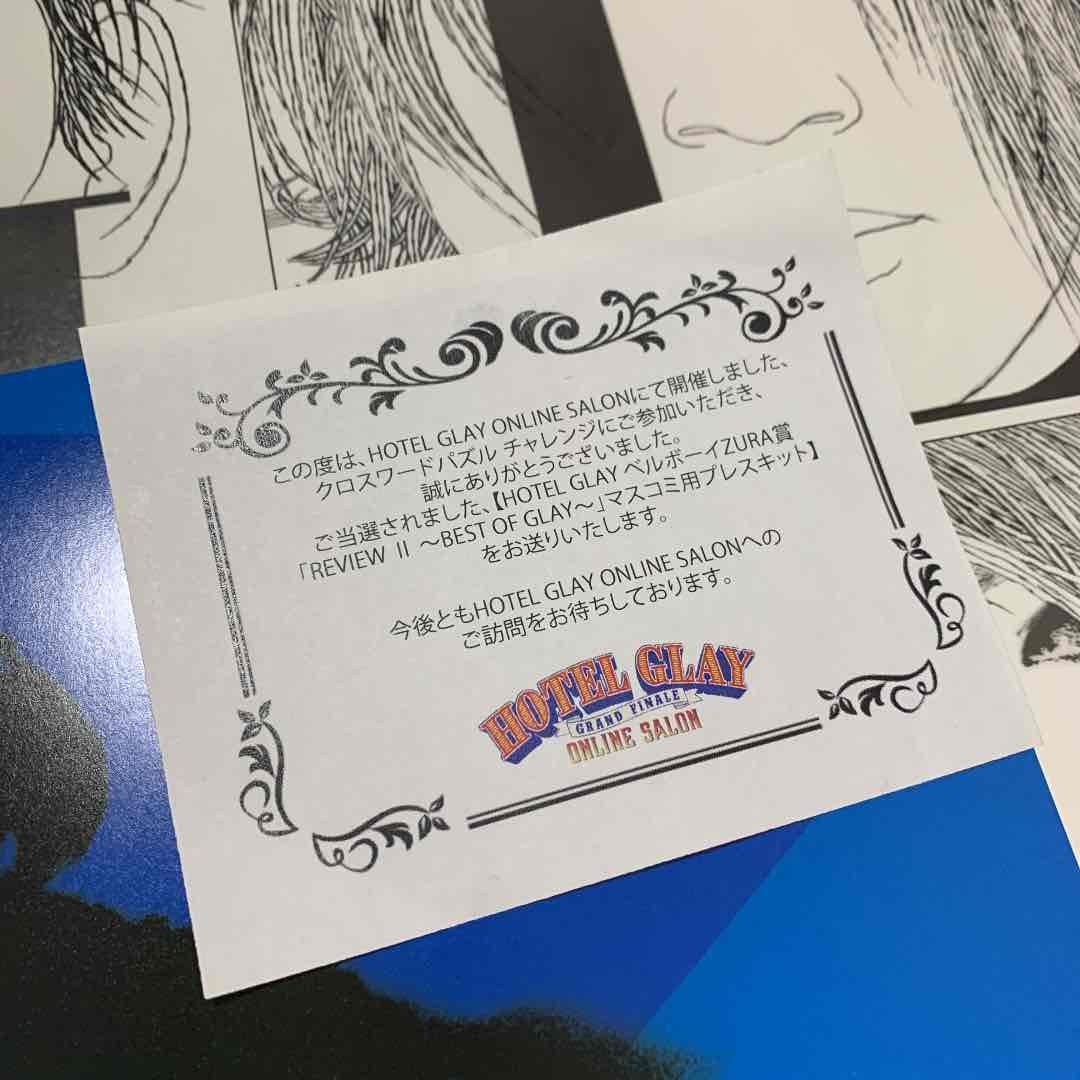 この度は、HOTEL GLAY ONLINE SALONにて開催しました、
クロスワードパズル チャレンジにご参加いただき、
誠にありがとうございました。
ご当選されました、【HOTEL GLAY ベルボーイZURA賞
「REVIEW Ⅱ ～BEST OF GLAY～」マスコミ用プレスキット】
をお送りいたします。
今後ともHOTEL GLAY ONLINE SALONへの
ご訪問をお待ちしております。
HOTEL GLAY
GRAND FINALE
ONLINE SALON